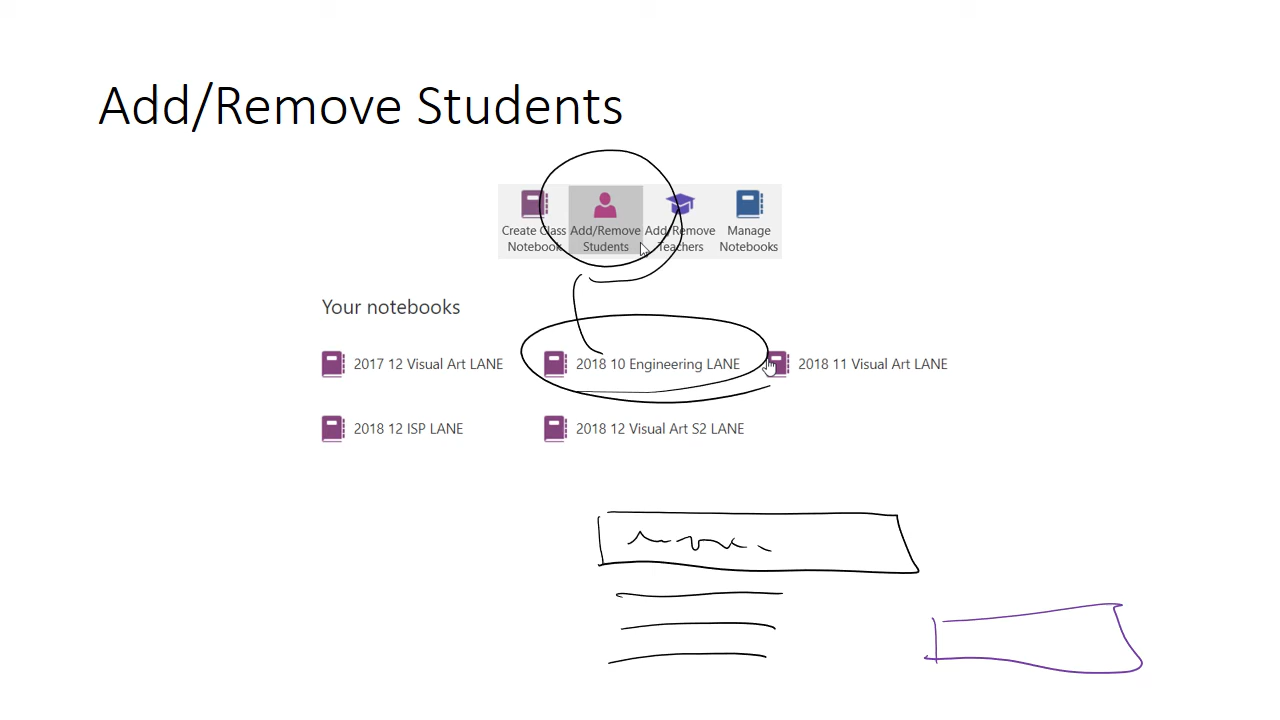 Add/Remove Students
Create Class Notebook
Add/Remove Students
Add/Remove Teachers
Manage Notebooks
Your notebooks
2017 12 Visual Art LANE
2018 10 Engineering LANE
2018 11 Visual Art LANE
2018 12 ISP LANE
2018 12 Visual Art S2 LANE